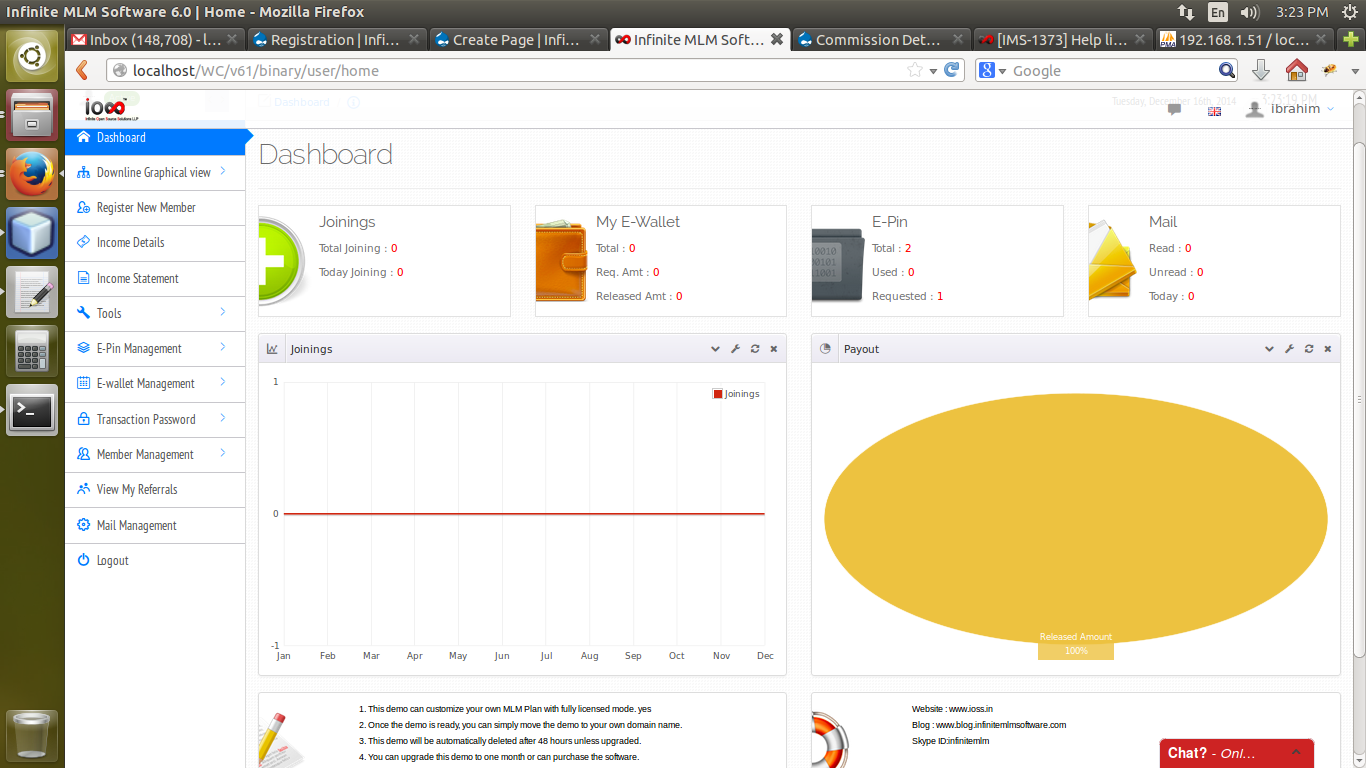 Infinite MLM Software 6.0 | Home - Mozilla Firefox
En
3:23 PM
Inbox (148,708) - l...
Registration | Infi...
Create Page | Infin...
Infinite MLM Soft...
Commission Det...
[IMS-1373] Help li...
192.168.1.51 / loc...
localhost/WC/v61/binary/user/home
Google
ioss
Infinite Open Source Solutions LLP
Dashboard
Tuesday, December 16th, 2014
3:23:19 PM
ibrahim
Dashboard
Downline Graphical view
Register New Member
Income Details
Income Statement
Tools
E-Pin Management
E-wallet Management
Transaction Password
Member Management
View My Referrals
Mail Management
Logout
Dashboard
Joinings
Total Joining : 0
Today Joining : 0
My E-Wallet
Total : 0
Req. Amt : 0
Released Amt : 0
E-Pin
Total : 2
Used : 0
Requested : 1
Mail
Read : 0
Unread : 0
Today : 0
Joinings
1
0
-1
Joinings
Jan Feb Mar Apr May Jun Jul Aug Sep Oct Nov Dec
Payout
Released Amount
100%
1. This demo can customize your own MLM Plan with fully licensed mode. yes
2. Once the demo is ready, you can simply move the demo to your own domain name.
3. This demo will be automatically deleted after 48 hours unless upgraded.
4. You can upgrade this demo to one month or can purchase the software.
Website : www.ioss.in
Blog : www.blog.infinitemlmsoftware.com
Skype ID:infinitemlm
Chat? - Onl...